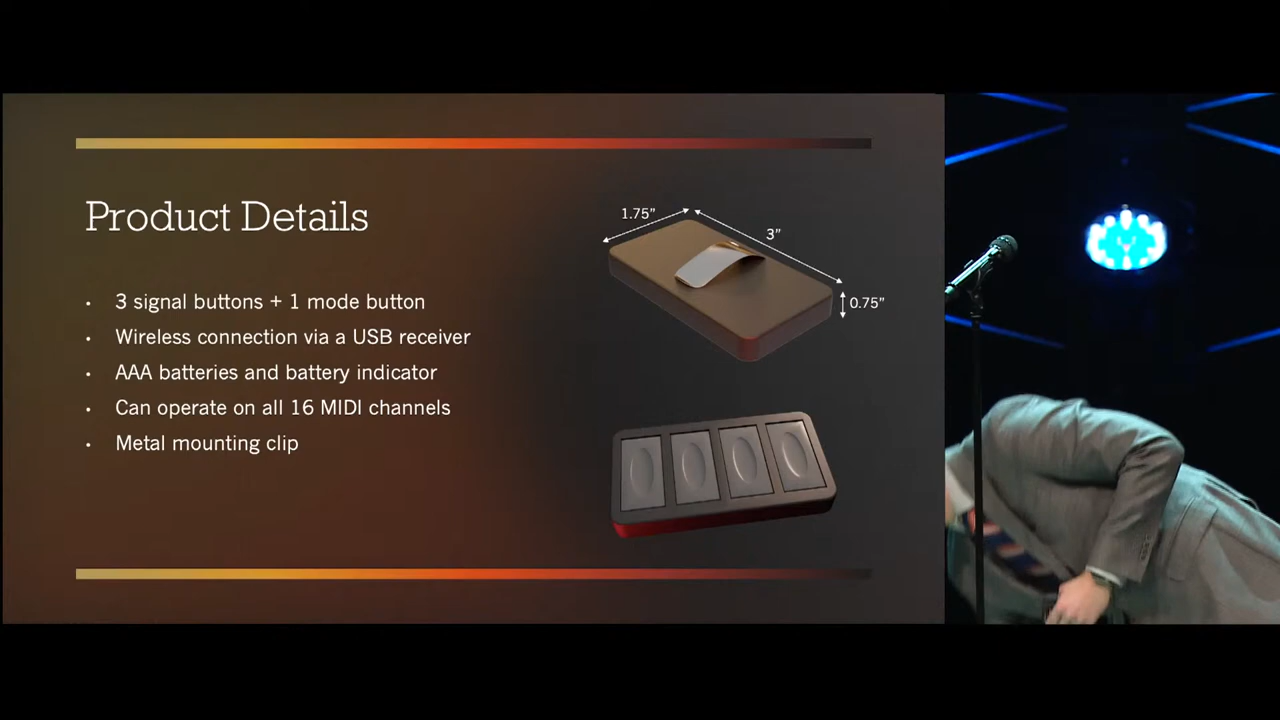 Product Details
• 3 signal buttons + 1 mode button
• Wireless connection via a USB receiver
• AAA batteries and battery indicator
• Can operate on all 16 MIDI channels
• Metal mounting clip
1.75”
3”
0.75”